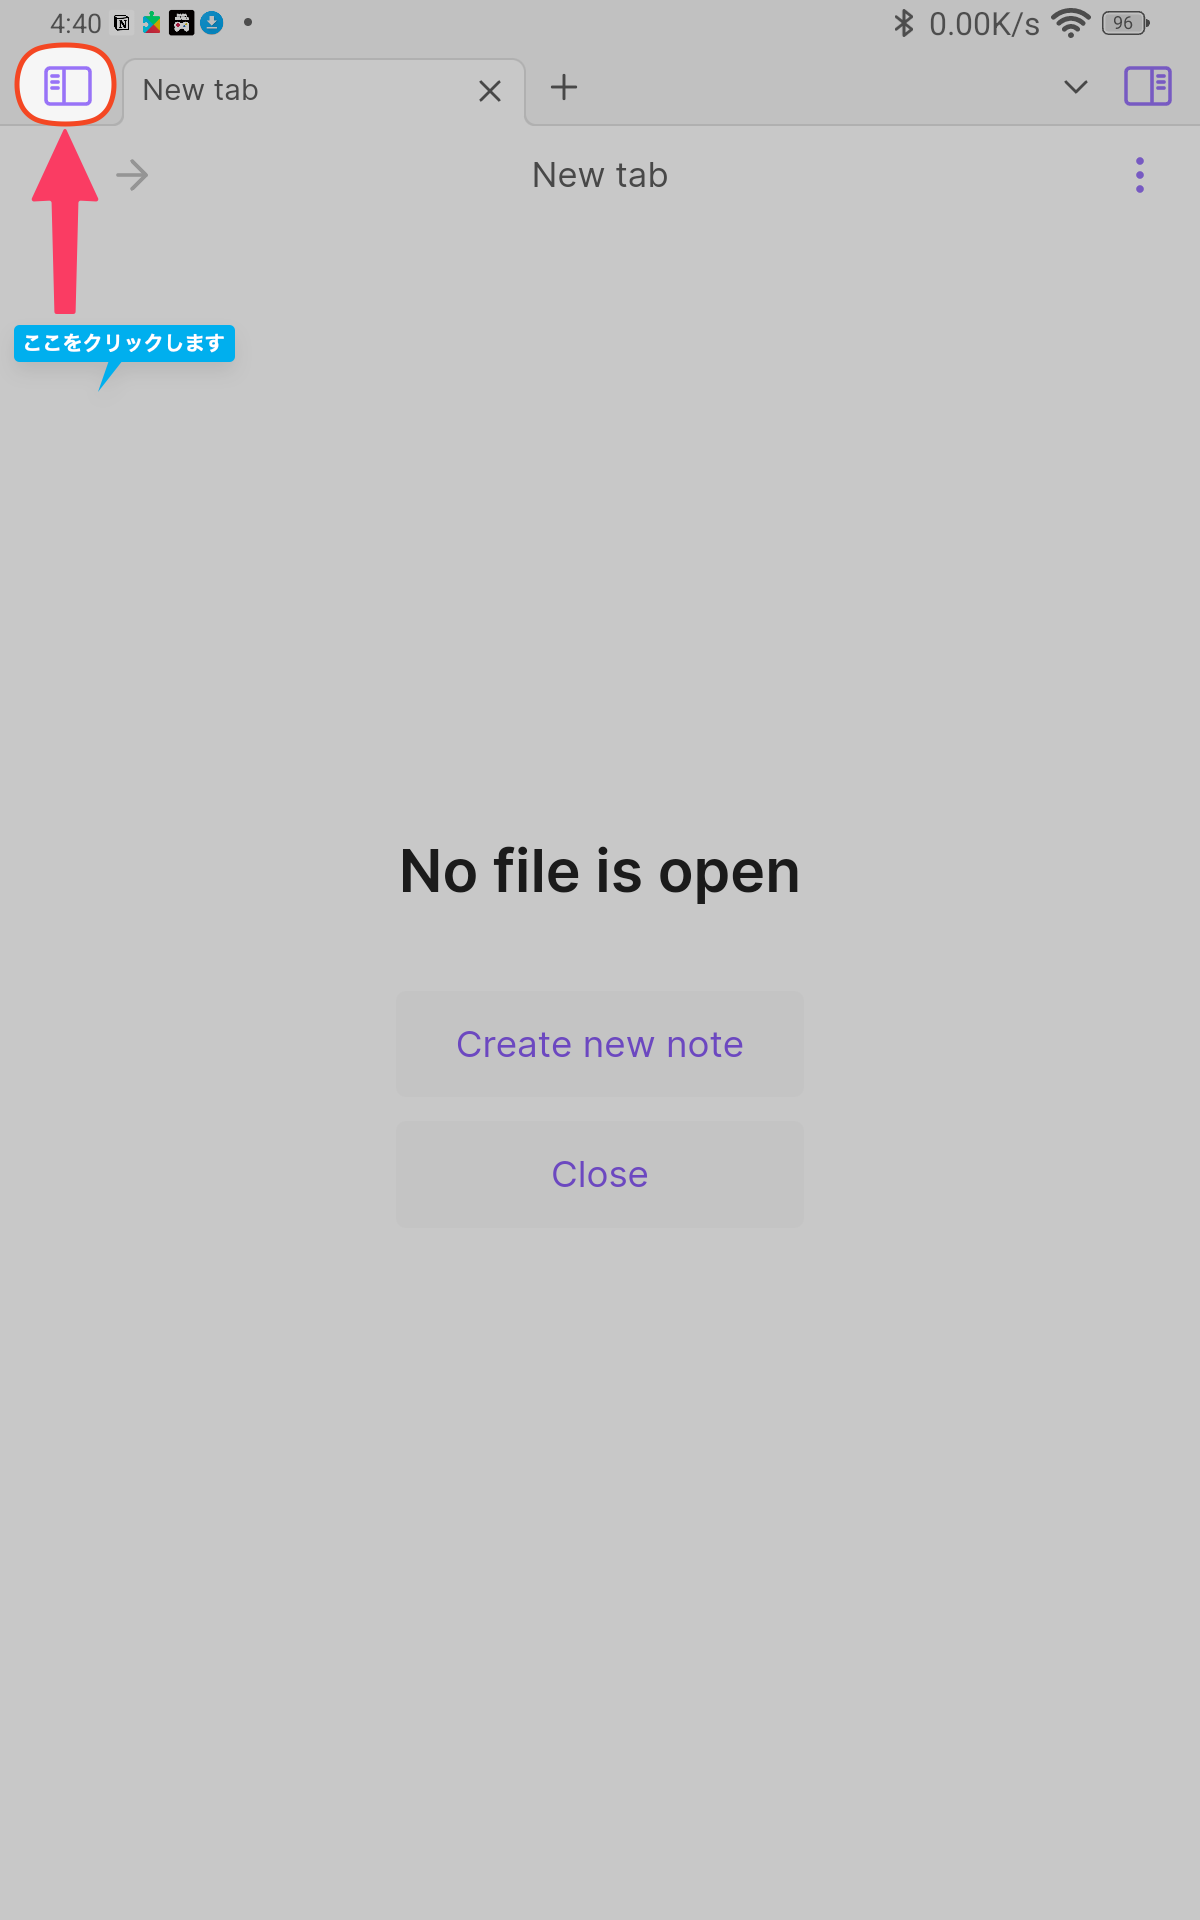 4:40
0.00K/s
96
New tab
New tab
ここをクリックします
No file is open
Create new note
Close